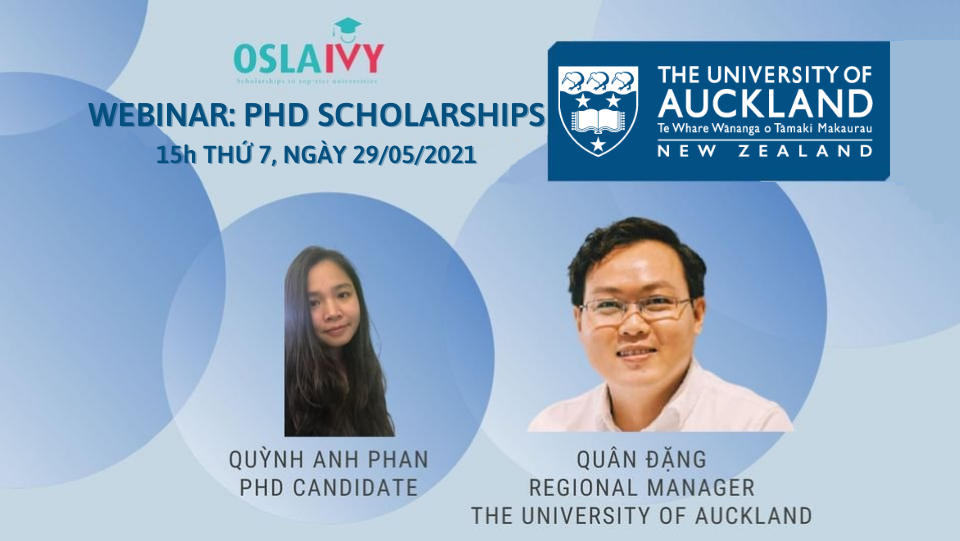 OSLAIVY
Scholarships to top-tier universities
WEBINAR: PHD SCHOLARSHIPS
15h THỨ 7, NGÀY 29/05/2021
THE UNIVERSITY OF
AUCKLAND
Te Whare Wananga o Tamaki Makaurau
NEW ZEALAND
QUỲNH ANH PHAN
PHD CANDIDATE
QUÂN ĐẶNG
REGIONAL MANAGER
THE UNIVERSITY OF AUCKLAND